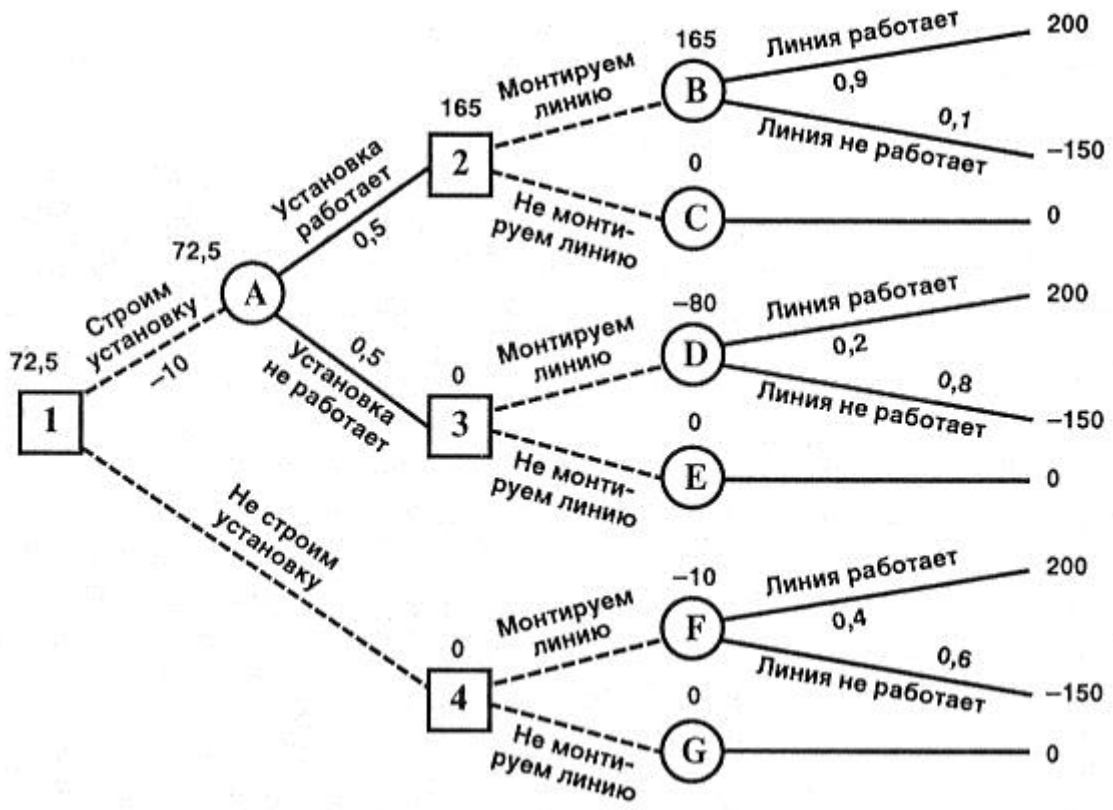 165
Линия работает
200
B
0,9
Монтируем
линию
0,1
Линия не работает
–150
165
2
Установка
работает
0,5
Не монти-
руем линию
0
C
0
72,5
A
Строим
установку
–10
72,5
1
0,5
Установка
не работает
0
3
Монтируем
линию
–80
D
Линия работает
200
0,2
0,8
Линия не работает
–150
Не монти-
руем линию
0
E
0
Не строим
установку
0
4
Монтируем
линию
–10
F
Линия работает
200
0,4
0,6
Линия не работает
–150
Не монти-
руем линию
0
G
0